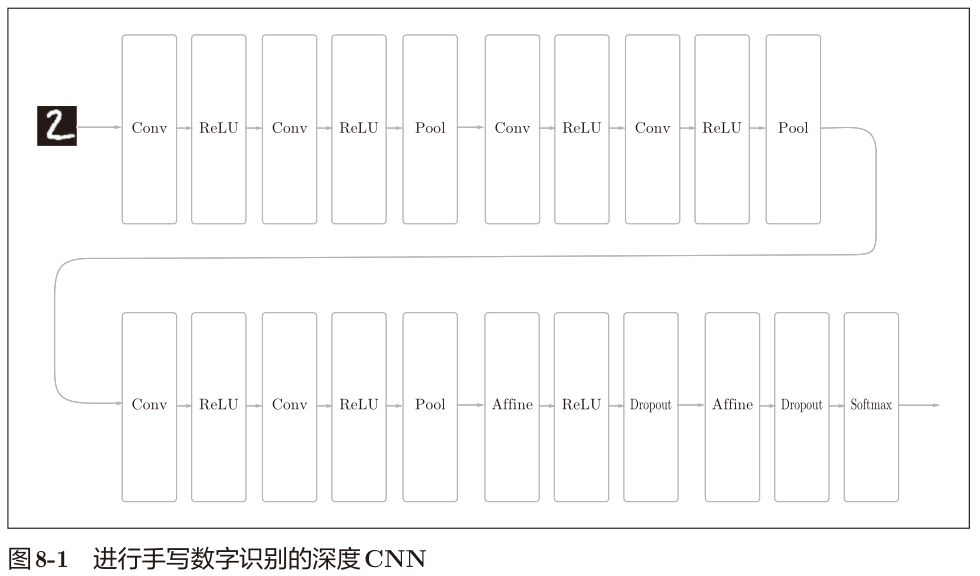 2
Conv ReLU Conv ReLU Pool Conv ReLU Conv ReLU Pool
Conv ReLU Conv ReLU Pool Affine ReLU Dropout Affine Dropout Softmax
图8-1 进行手写数字识别的深度CNN